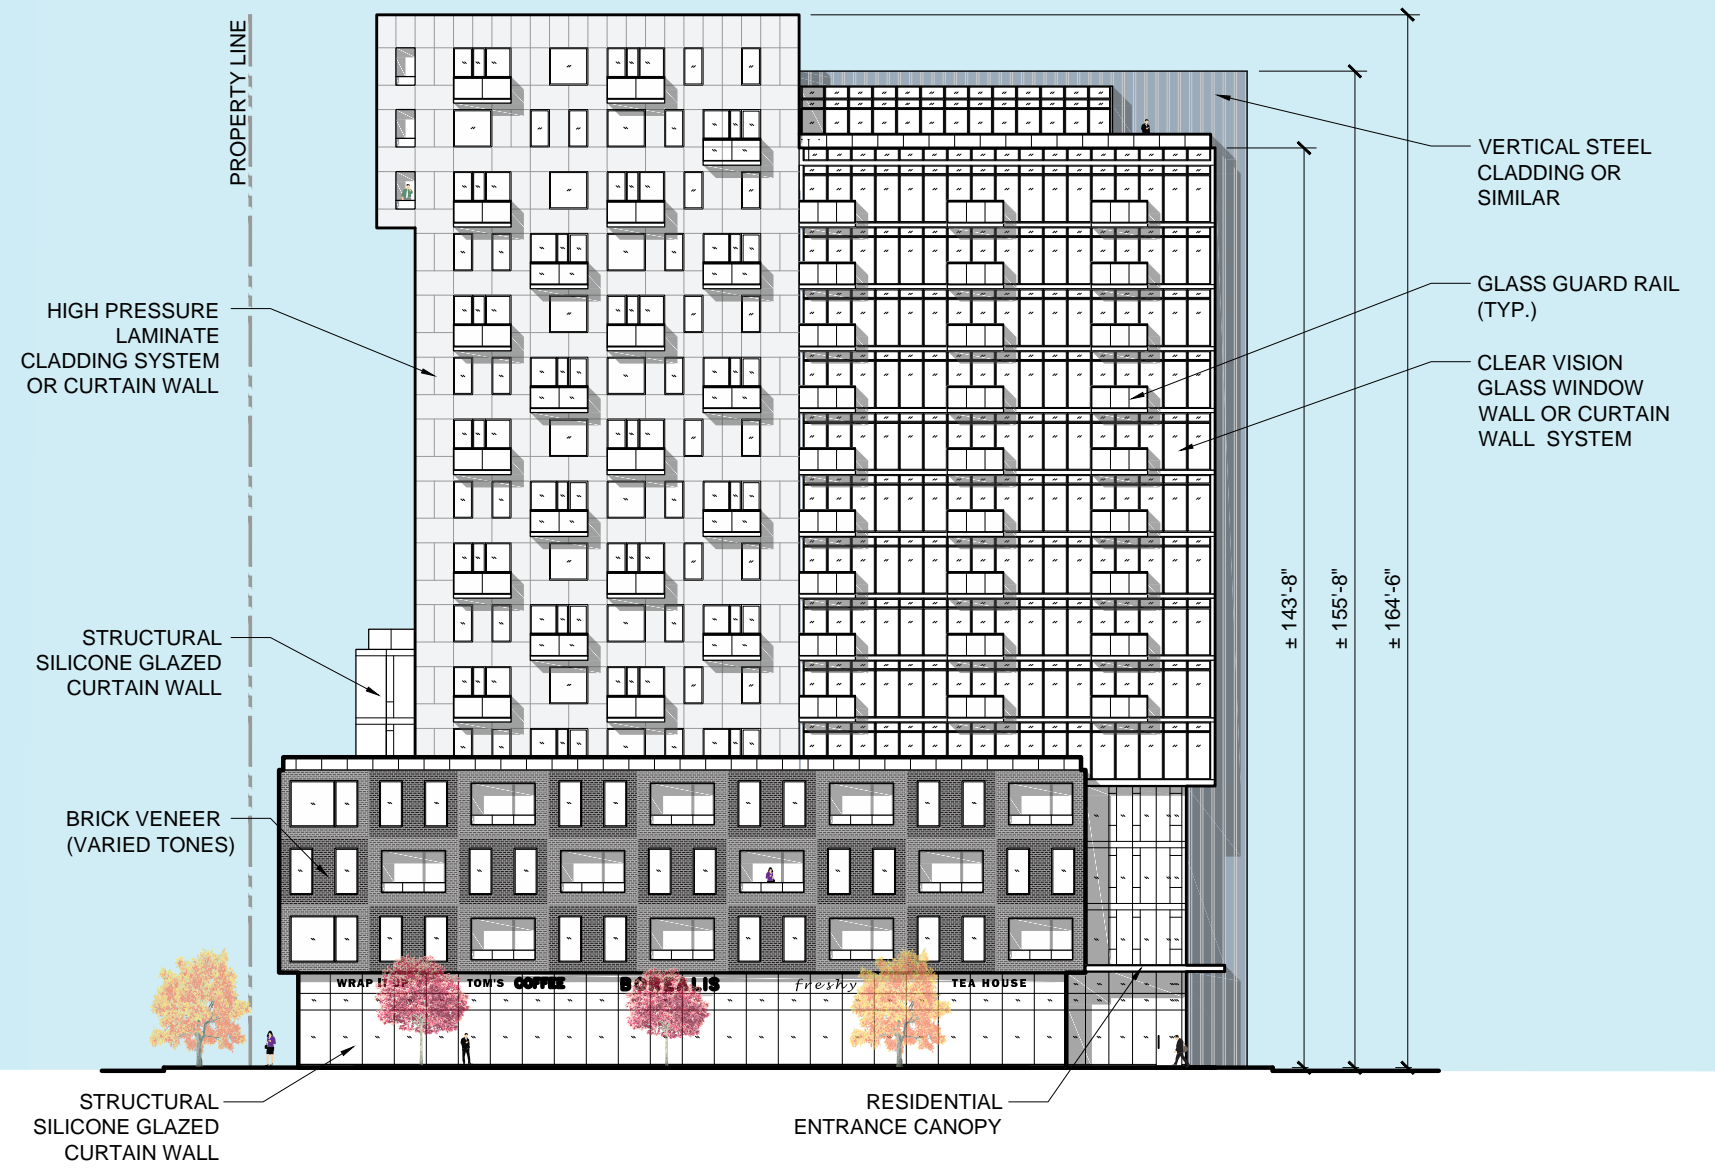 PROPERTY LINE
VERTICAL STEEL
CLADDING OR
SIMILAR
GLASS GUARD RAIL
(TYP.)
HIGH PRESSURE
LAMINATE
CLADDING SYSTEM
OR CURTAIN WALL
CLEAR VISION
GLASS WINDOW
WALL OR CURTAIN
WALL SYSTEM
± 143'-8"
± 155'-8"
± 164'-6"
STRUCTURAL
SILICONE GLAZED
CURTAIN WALL
BRICK VENEER
(VARIED TONES)
WRAP IT UP
TOM'S COFFEE
BOREALIS
freshy
TEA HOUSE
STRUCTURAL
SILICONE GLAZED
CURTAIN WALL
RESIDENTIAL
ENTRANCE CANOPY